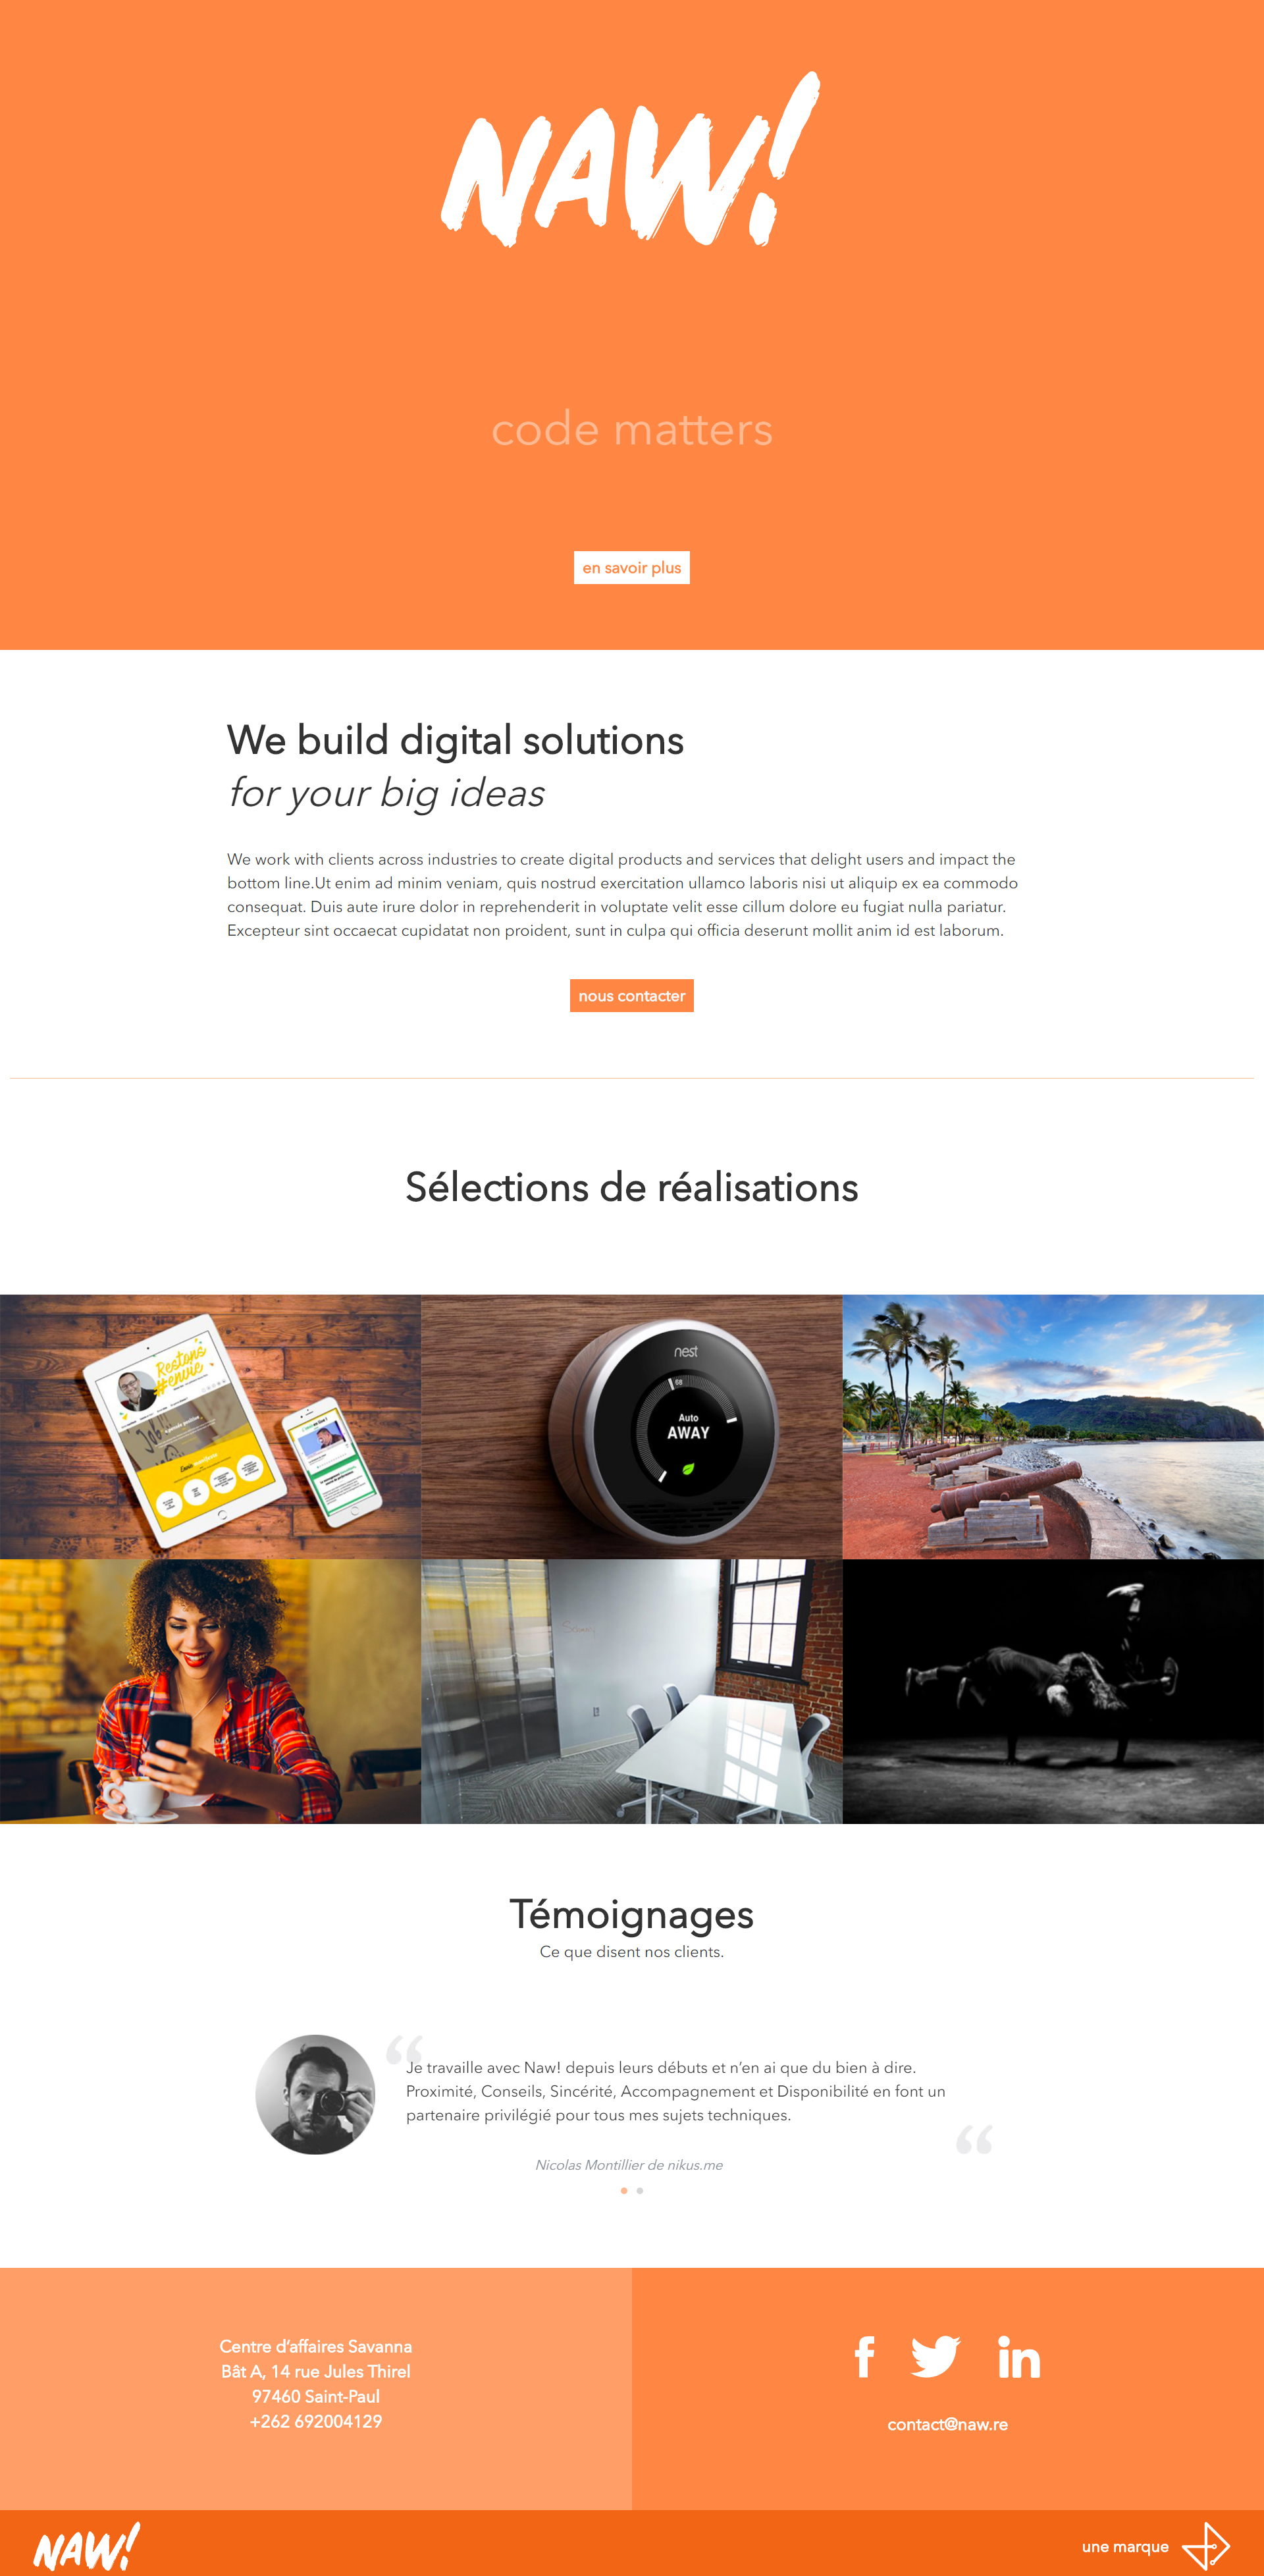 NAW!
code matters
en savoir plus
We build digital solutions
for your big ideas
We work with clients across industries to create digital products and services that delight users and impact the
bottom line.Ut enim ad minim veniam, quis nostrud exercitation ullamco laboris nisi ut aliquip ex ea commodo
consequat. Duis aute irure dolor in reprehenderit in voluptate velit esse cillum dolore eu fugiat nulla pariatur.
Excepteur sint occaecat cupidatat non proident, sunt in culpa qui officia deserunt mollit anim id est laborum.
nous contacter
Sélections de réalisations
Restons
#envie
nest
68
Auto
AWAY
Témoignages
Ce que disent nos clients.
“
Je travaille avec Naw! depuis leurs débuts et n’en ai que du bien à dire.
Proximité, Conseils, Sincérité, Accompagnement et Disponibilité en font un
partenaire privilégié pour tous mes sujets techniques.
“
Nicolas Montillier de nikus.me
Centre d’affaires Savanna
Bât A, 14 rue Jules Thirel
97460 Saint-Paul
+262 692004129
f in
contact@naw.re
NAW!
une marque